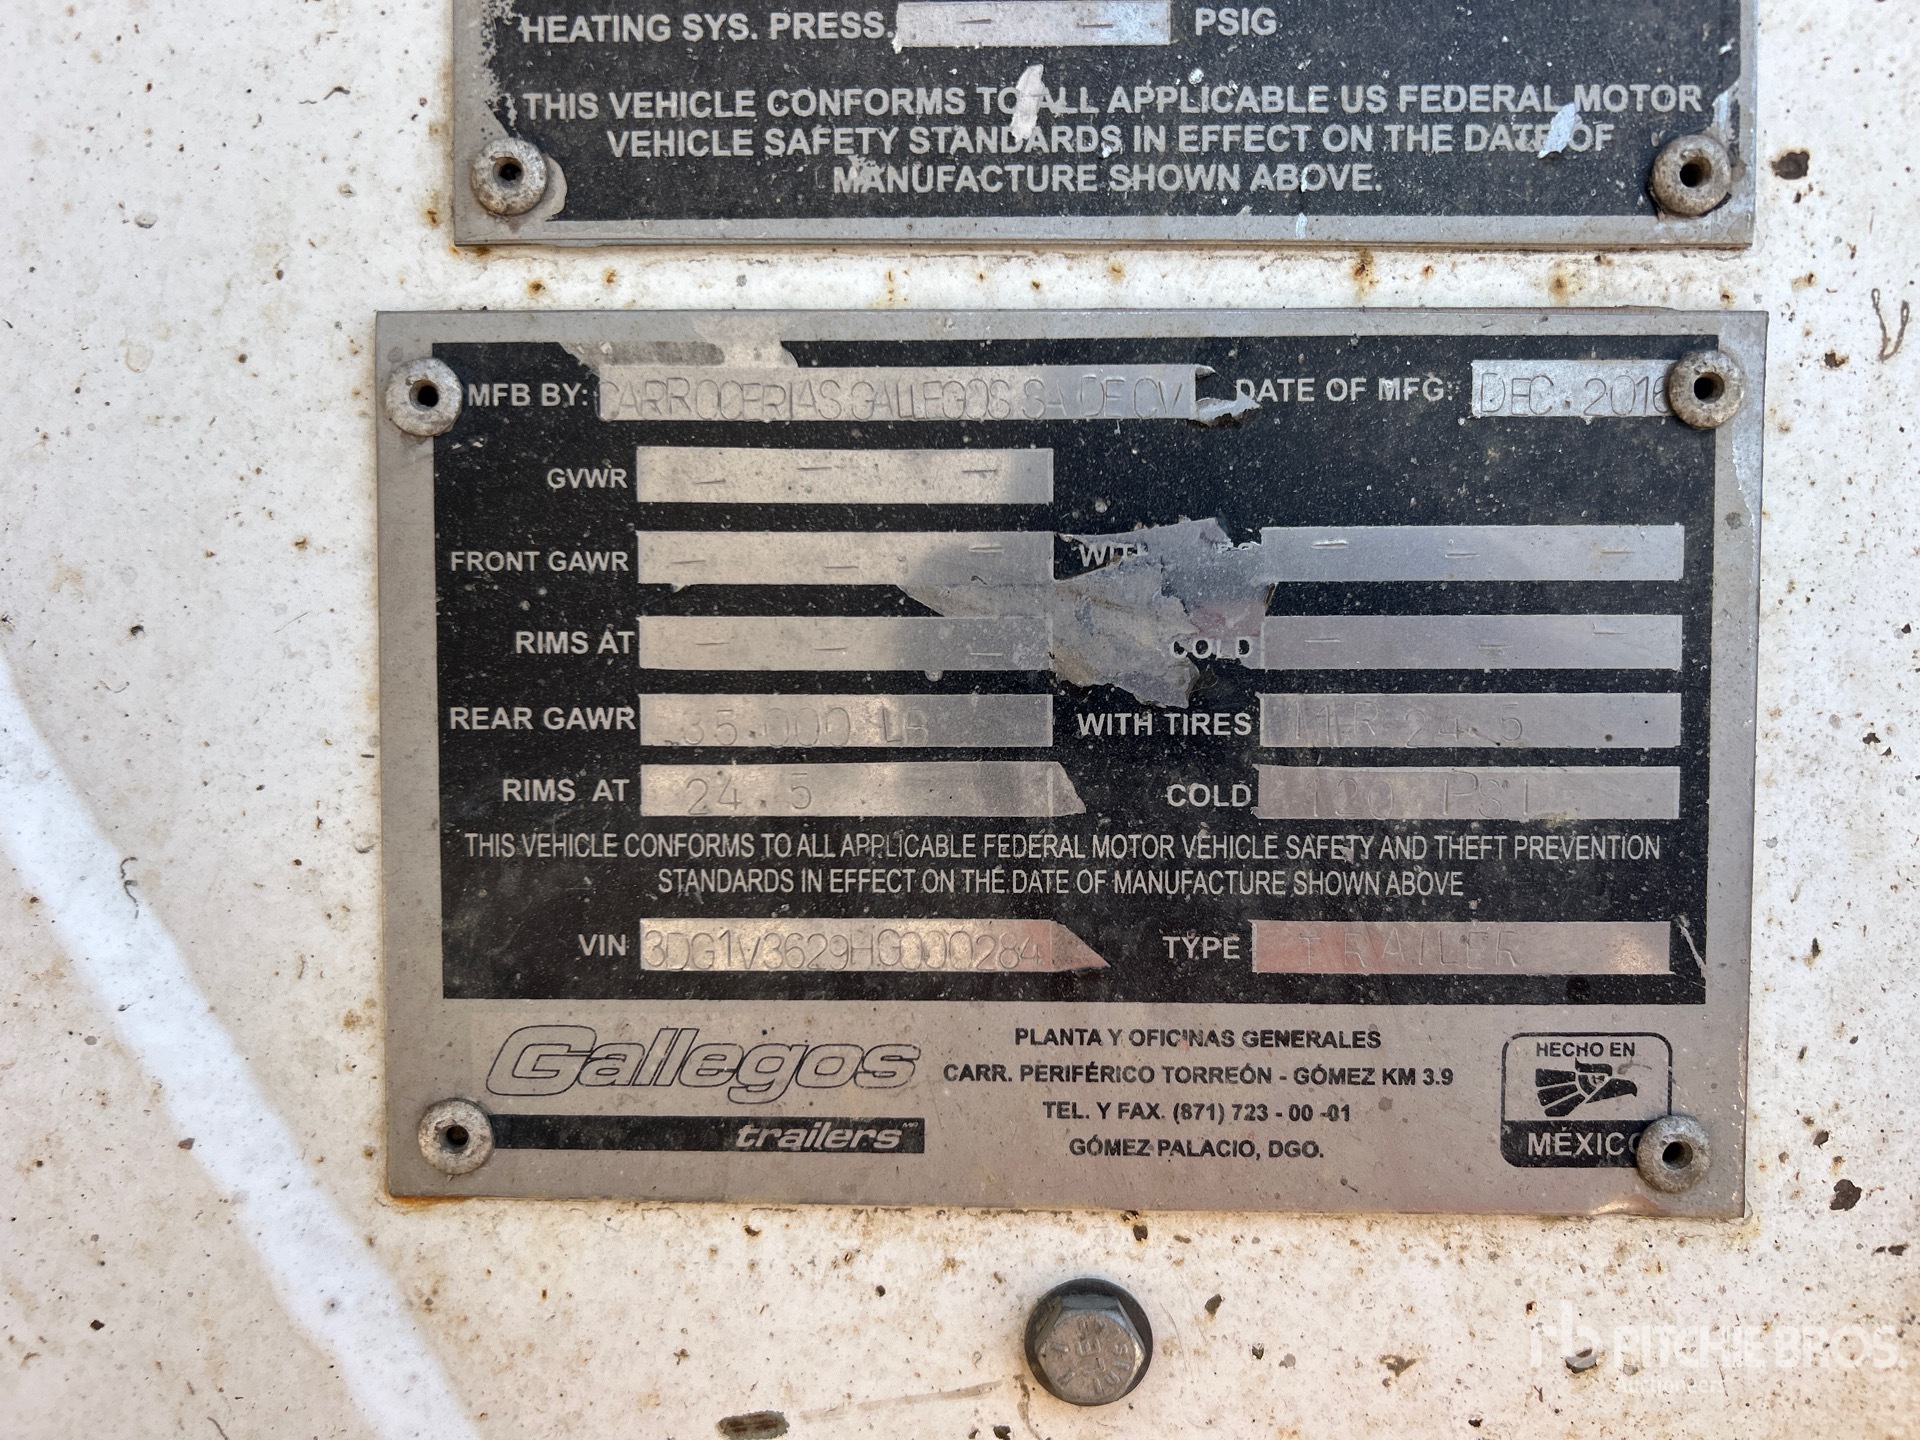 HEATING SYS. PRESS. - - PSIG
THIS VEHICLE CONFORMS TO ALL APPLICABLE US FEDERAL MOTOR
VEHICLE SAFETY STANDARDS IN EFFECT ON THE DATE OF
MANUFACTURE SHOWN ABOVE.
MFB BY: CARROCERIAS GALLEGOS SA DE CV DATE OF MFG: DEC. 2016
GVWR - - -
FRONT GAWR - - - WITH - - -
RIMS AT - - - COLD - - -
REAR GAWR 35.000 LB WITH TIRES 11R 24.5
RIMS AT 24.5 COLD 120 PSI
THIS VEHICLE CONFORMS TO ALL APPLICABLE FEDERAL MOTOR VEHICLE SAFETY AND THEFT PREVENTION
STANDARDS IN EFFECT ON THE DATE OF MANUFACTURE SHOWN ABOVE
VIN 3DG1V3629HG000284 TYPE TRAILER
Gallegos
trailers
PLANTA Y OFICINAS GENERALES
CARR. PERIFÉRICO TORREÓN - GÓMEZ KM 3.9
TEL. Y FAX. (871) 723 - 00 -01
GÓMEZ PALACIO, DGO.
HECHO EN
MÉXICO
rb RITCHIE BROS.
Auctioneers